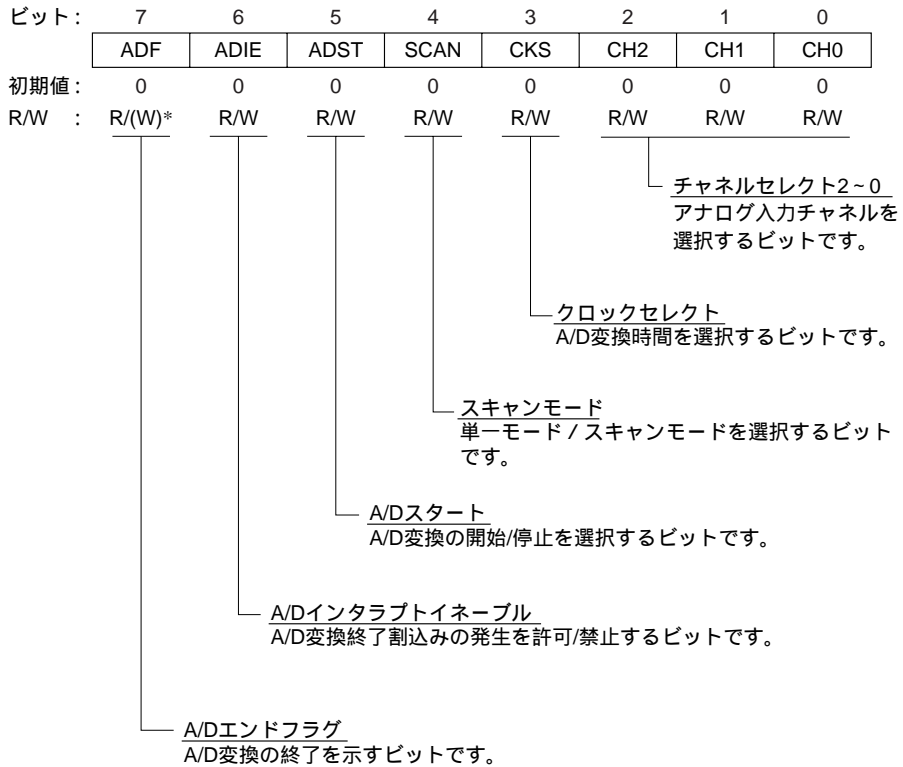 ビット: 7 6 5 4 3 2 1 0
ADF ADIE ADST SCAN CKS CH2 CH1 CH0
初期値: 0 0 0 0 0 0 0 0
R/W : R/(W)* R/W R/W R/W R/W R/W R/W R/W
チャネルセレクト2~0
アナログ入力チャネルを
選択するビットです。
クロックセレクト
A/D変換時間を選択するビットです。
スキャンモード
単一モード / スキャンモードを選択するビット
です。
A/Dスタート
A/D変換の開始/停止を選択するビットです。
A/Dインタラプトイネーブル
A/D変換終了割込みの発生を許可/禁止するビットです。
A/Dエンドフラグ
A/D変換の終了を示すビットです。